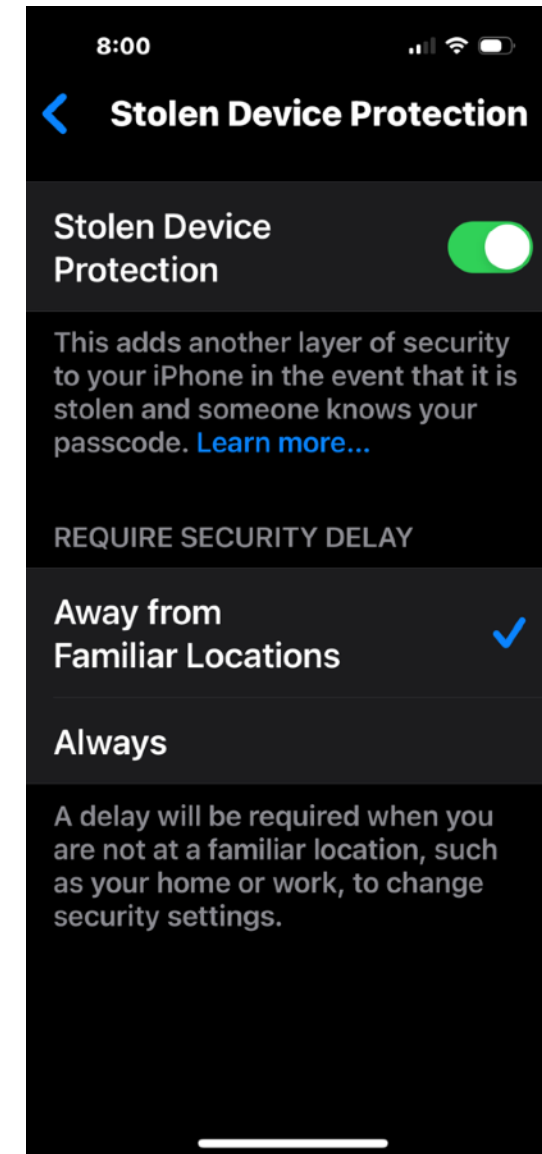 8:00
Stolen Device Protection
Stolen Device
Protection
This adds another layer of security
to your iPhone in the event that it is
stolen and someone knows your
passcode. Learn more...
REQUIRE SECURITY DELAY
Away from
Familiar Locations
Always
A delay will be required when you
are not at a familiar location, such
as your home or work, to change
security settings.